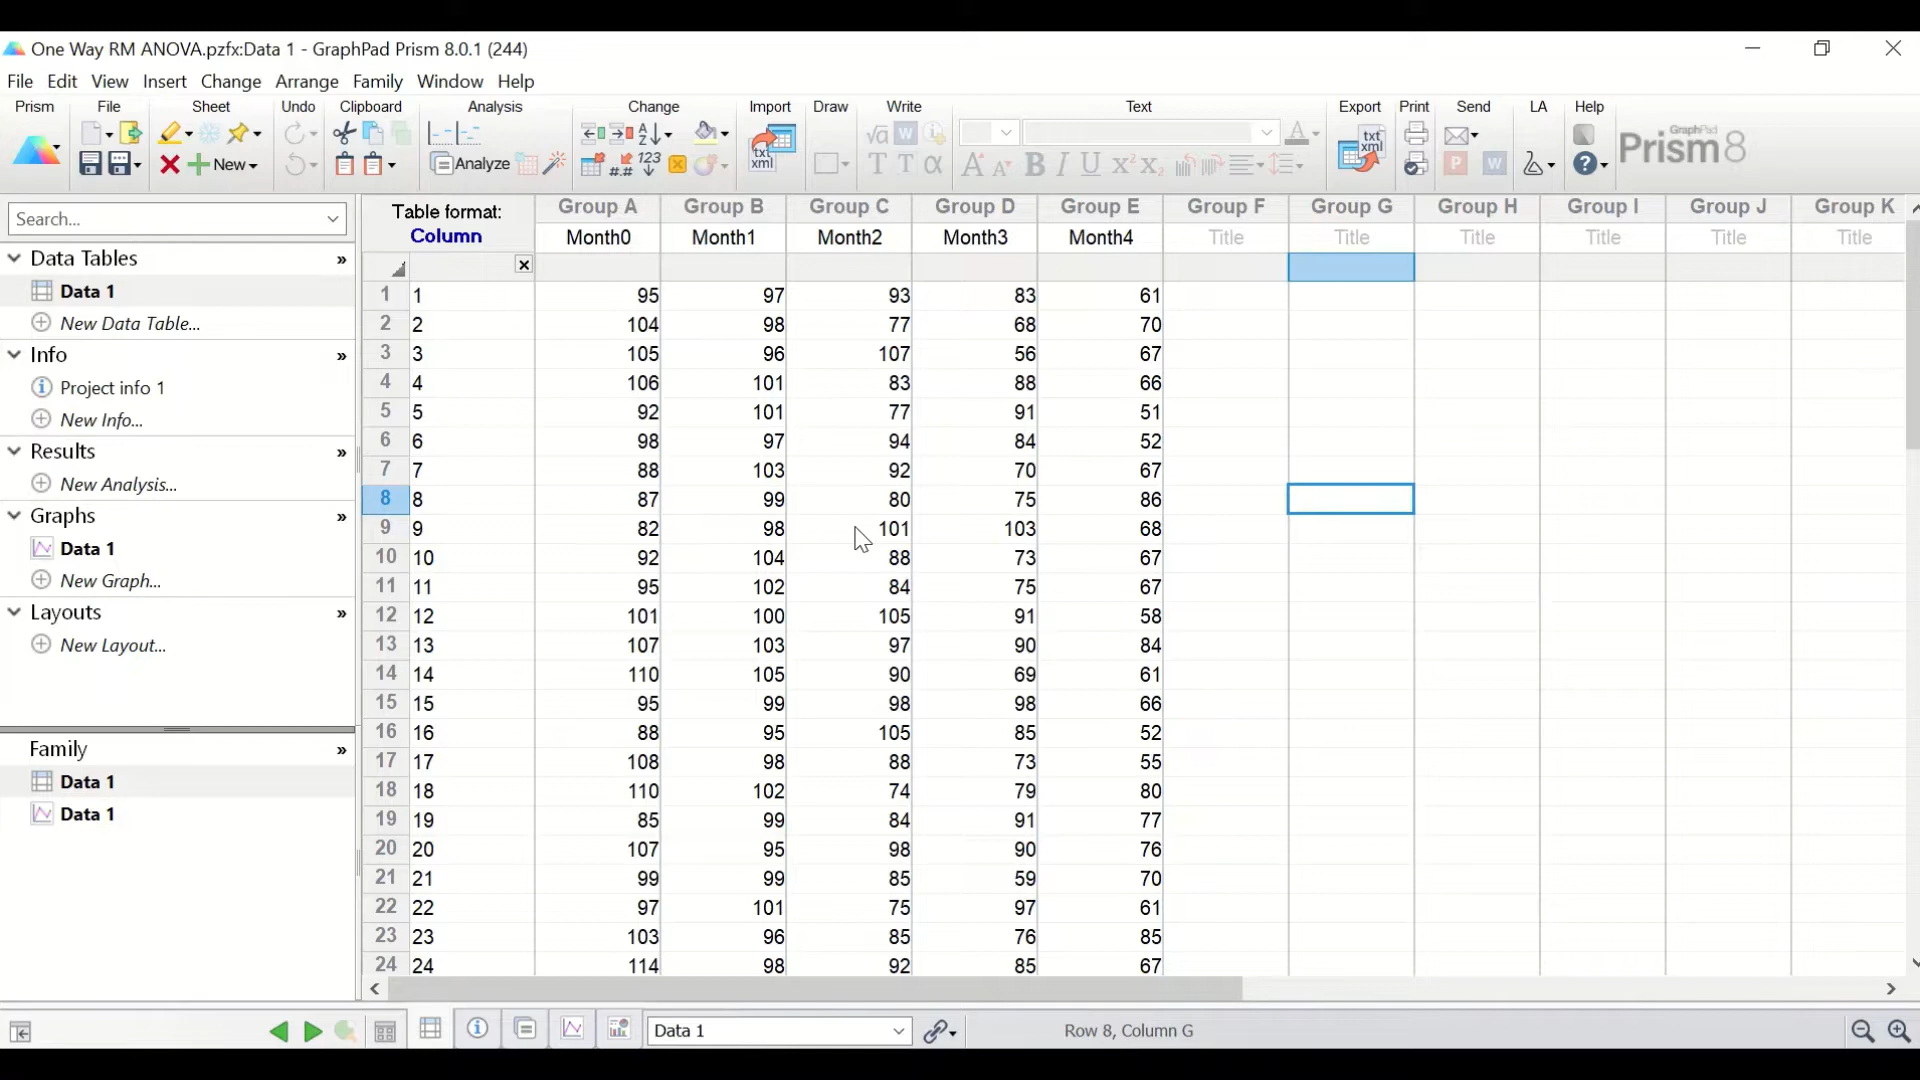 One Way RM ANOVA.pzfx:Data 1 - GraphPad Prism 8.0.1 (244)
File Edit View Insert Change Arrange Family Window Help
Prism File Sheet Undo Clipboard Analysis Change Import Draw Write Text Export Print Send LA Help
New Analyze
GraphPad
Prism 8
Search...
Data Tables »
Data 1
New Data Table...
Info »
Project info 1
New Info...
Results »
New Analysis...
Graphs »
Data 1
New Graph...
Layouts »
New Layout...
Family »
Data 1
Data 1
Table format:
Column
Group A Group B Group C Group D Group E Group F Group G Group H Group I Group J Group K
Month0 Month1 Month2 Month3 Month4 Title Title Title Title Title Title
1 1 95 97 93 83 61
2 2 104 98 77 68 70
3 3 105 96 107 56 67
4 4 106 101 83 88 66
5 5 92 101 77 91 51
6 6 98 97 94 84 52
7 7 88 103 92 70 67
8 8 87 99 80 75 86
9 9 82 98 101 103 68
10 10 92 104 88 73 67
11 11 95 102 84 75 67
12 12 101 100 105 91 58
13 13 107 103 97 90 84
14 14 110 105 90 69 61
15 15 95 99 98 98 66
16 16 88 95 105 85 52
17 17 108 98 88 73 55
18 18 110 102 74 79 80
19 19 85 99 84 91 77
20 20 107 95 98 90 76
21 21 99 99 85 59 70
22 22 97 101 75 97 61
23 23 103 96 85 76 85
24 24 114 98 92 85 67
Data 1 Row 8, Column G